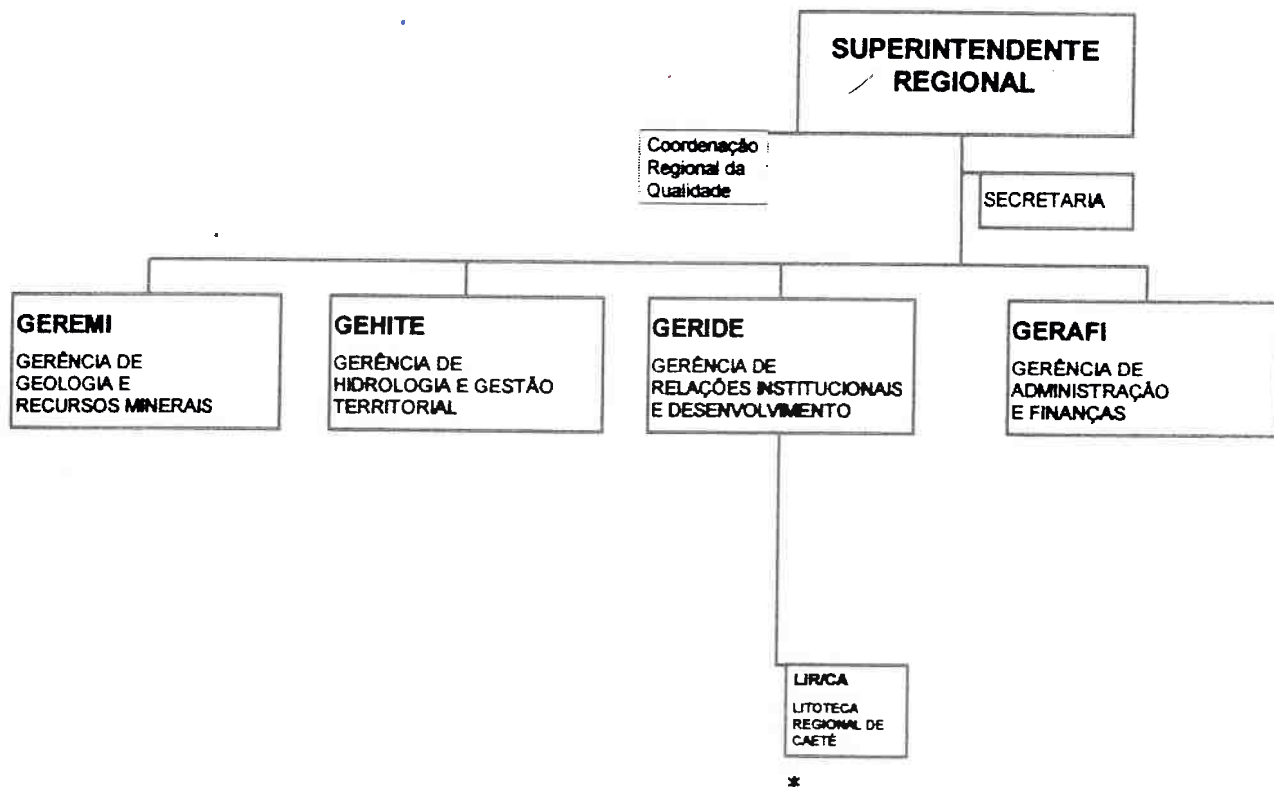 SUPERINTENDENTE
REGIONAL
Coordenação
Regional da
Qualidade
SECRETARIA
GEREMI
GERÊNCIA DE
GEOLOGIA E
RECURSOS MINERAIS
GEHITE
GERÊNCIA DE
HIDROLOGIA E GESTÃO
TERRITORIAL
GERIDE
GERÊNCIA DE
RELAÇÕES INSTITUCIONAIS
E DESENVOLVIMENTO
GERAFI
GERÊNCIA DE
ADMINISTRAÇÃO
E FINANÇAS
LIR/CA
LITOTECA
REGIONAL DE
CAETÉ
*